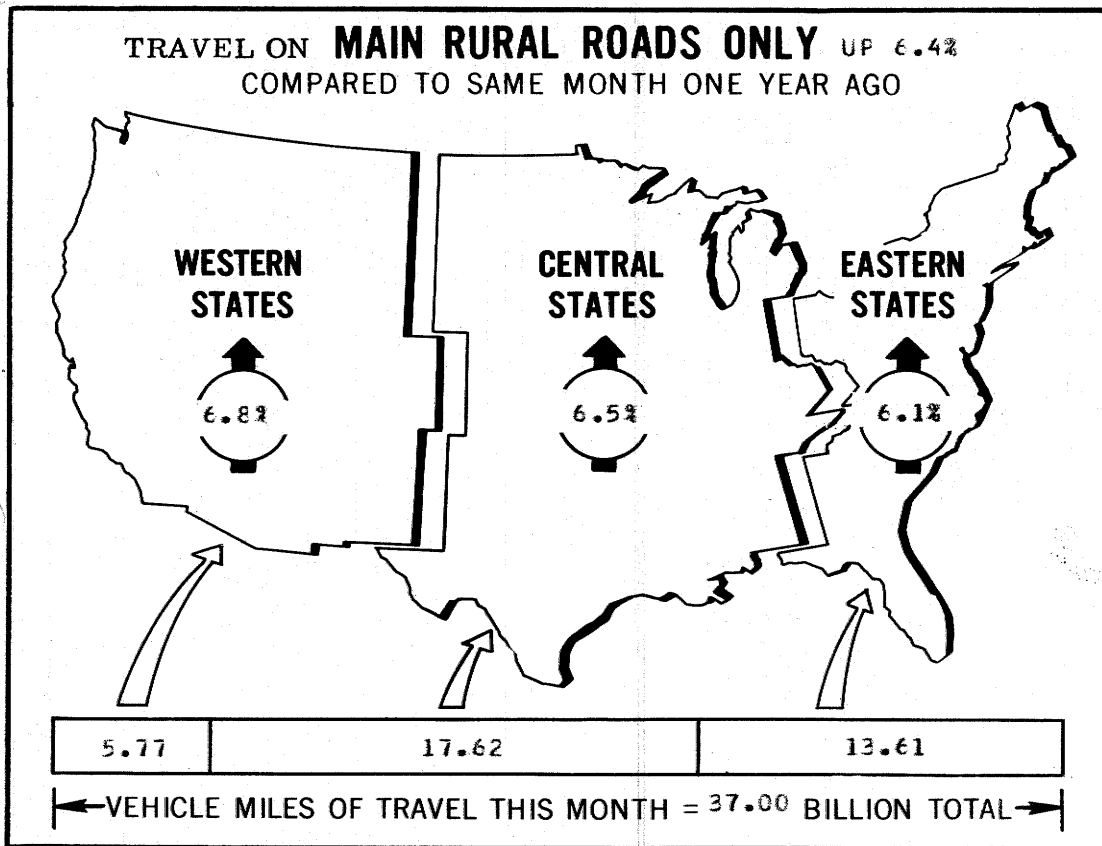 TRAVEL ON MAIN RURAL ROADS ONLY UP 6.4%
COMPARED TO SAME MONTH ONE YEAR AGO
WESTERN
STATES
6.8%
CENTRAL
STATES
6.5%
EASTERN
STATES
6.1%
5.77 17.62 13.61
VEHICLE MILES OF TRAVEL THIS MONTH = 37.00 BILLION TOTAL